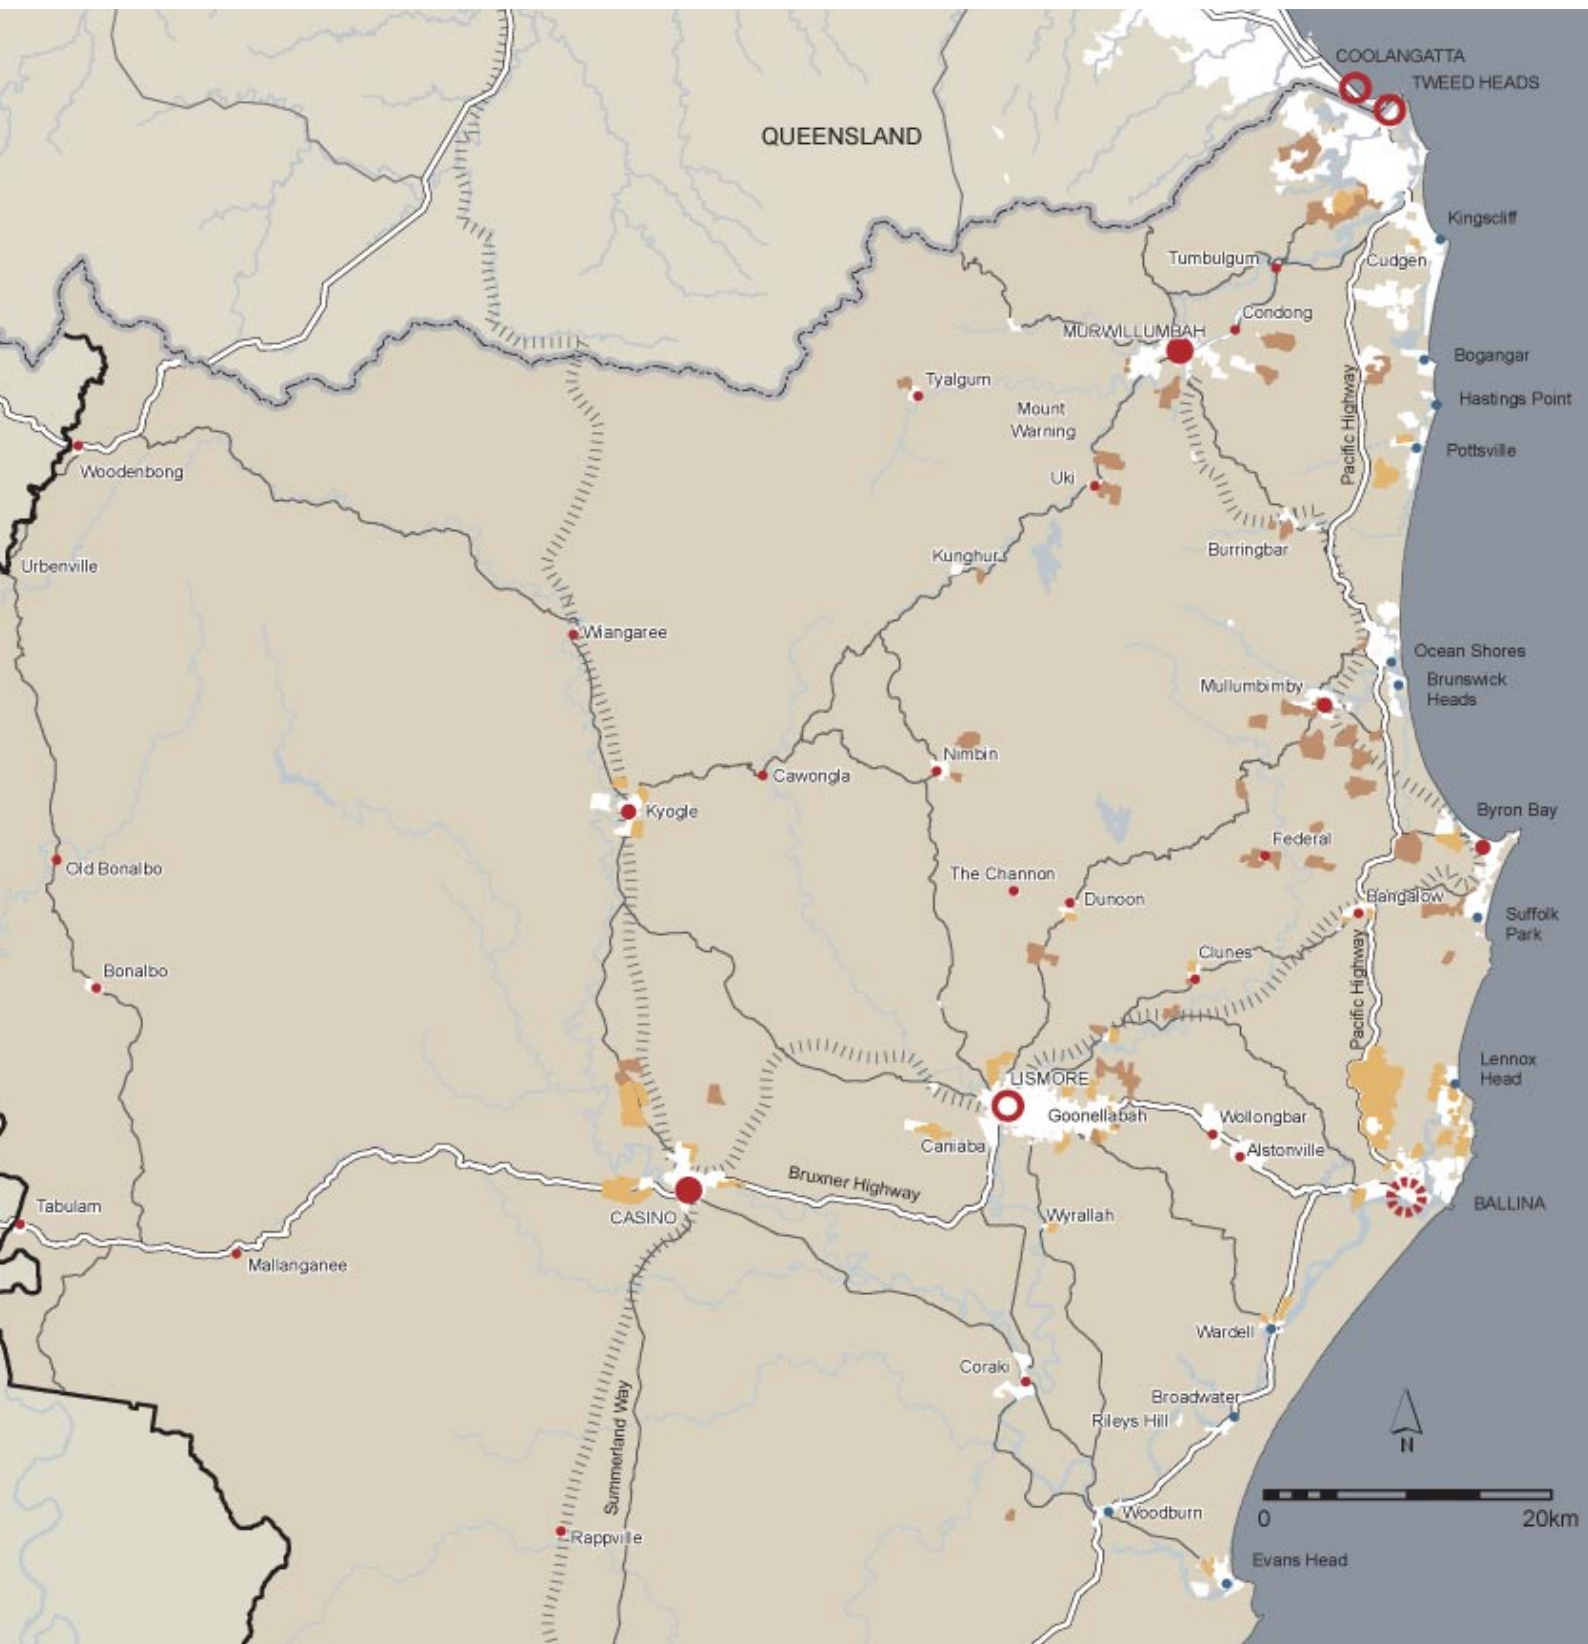 COOLANGATTA
TWEED HEADS
QUEENSLAND
Kingscliff
Tumbulgum
Cudgen
Condong
MURWILLUMBAH
Bogangar
Tyalgum
Pacific Highway
Hastings Point
Mount
Warning
Pottsville
Woodenbong
Uki
Burringbar
Kunghur
Urbenville
Wiangaree
Ocean Shores
Mullumbimby
Brunswick
Heads
Nimbin
Cawongla
Kyogle
Byron Bay
Federal
Old Bonalbo
The Channon
Dunoon
Bangalow
Suffolk
Park
Clunes
Bonalbo
Pacific Highway
Lennox
Head
LISMORE
Goonellabah
Wollongbar
Caniaba
Alstonville
Bruxner Highway
Tabulam
CASINO
Wyrallah
BALLINA
Mallanganee
Wardell
Coraki
Broadwater
Rileys Hill
Summerland Way
N
Woodburn
0
20km
Rappville
Evans Head